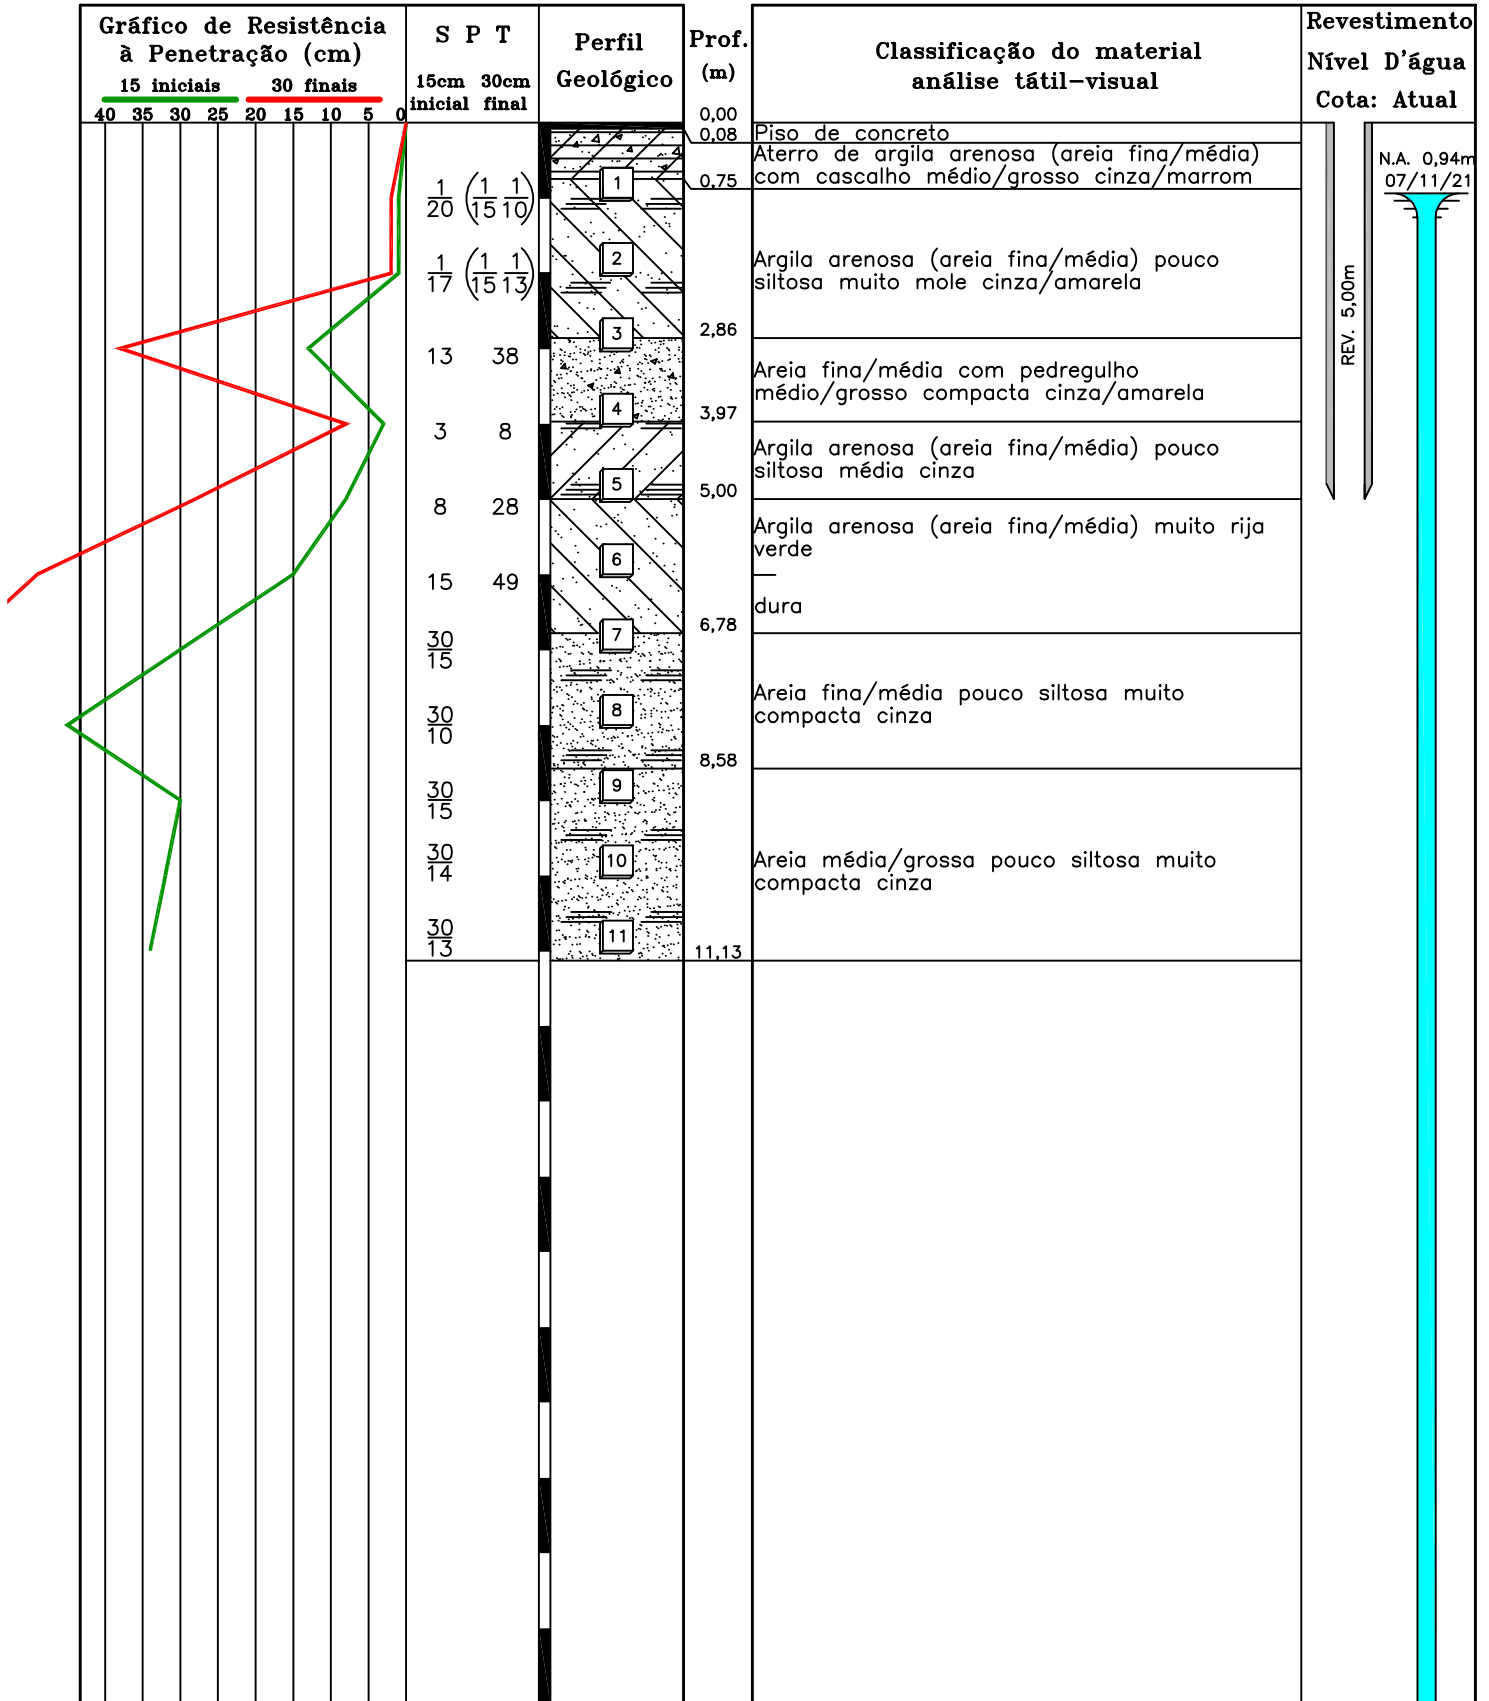 Gráfico de Resistência
à Penetração (cm)
15 iniciais 30 finais
40 35 30 25 20 15 10 5 0
S P T
15cm 30cm
inicial final
Perfil
Geológico
Prof.
(m)
Classificação do material
análise tátil-visual
Revestimento
Nível D'água
Cota: Atual
0,00
0,08 Piso de concreto
Aterro de argila arenosa (areia fina/média)
0,75 com cascalho médio/grosso cinza/marrom
N.A. 0,94m
07/11/21
REV. 5,00m
1/20 (1/15 1/10)
1
1/17 (1/15 1/13)
2
Argila arenosa (areia fina/média) pouco
siltosa muito mole cinza/amarela
2,86
3
13 38
Areia fina/média com pedregulho
médio/grosso compacta cinza/amarela
3,97
4
3 8
Argila arenosa (areia fina/média) pouco
siltosa média cinza
5,00
5
8 28
Argila arenosa (areia fina/média) muito rija
verde
6
15 49
dura
6,78
7
30/15
Areia fina/média pouco siltosa muito
compacta cinza
8
30/10
8,58
9
30/15
Areia média/grossa pouco siltosa muito
compacta cinza
10
30/14
11
30/13
11,13